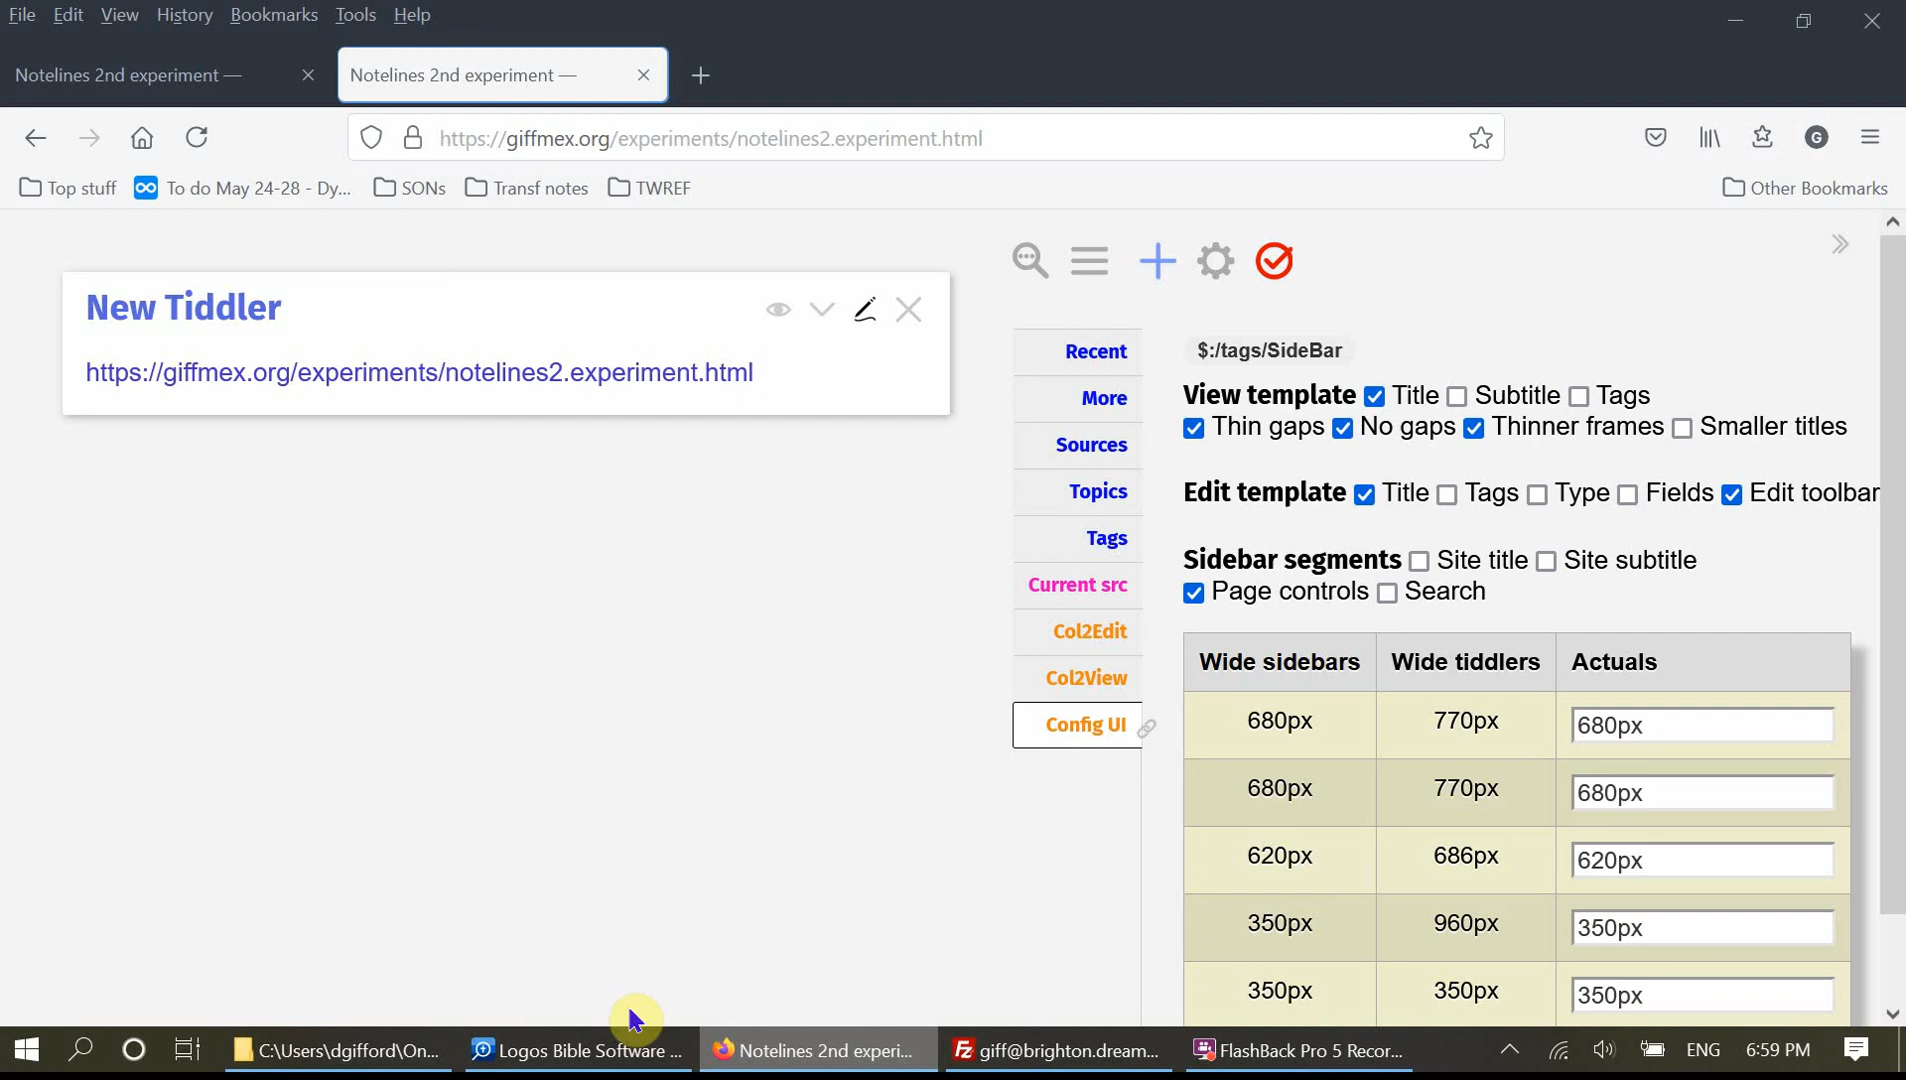 File Edit View History Bookmarks Tools Help
Notelines 2nd experiment —
Notelines 2nd experiment —
https://giffmex.org/experiments/notelines2.experiment.html
G
Top stuff
To do May 24-28 - Dy...
SONs
Transf notes
TWREF
Other Bookmarks
New Tiddler
https://giffmex.org/experiments/notelines2.experiment.html
Recent
More
Sources
Topics
Tags
Current src
Col2Edit
Col2View
Config UI
$:/tags/SideBar
View template Title Subtitle Tags
Thin gaps No gaps Thinner frames Smaller titles
Edit template Title Tags Type Fields Edit toolbar
Sidebar segments Site title Site subtitle
Page controls Search
Wide sidebars Wide tiddlers Actuals
680px 770px 680px
680px 770px 680px
620px 686px 620px
350px 960px 350px
350px 350px 350px
C:\Users\dgifford\On...
Logos Bible Software ...
Notelines 2nd experi...
giff@brighton.dream...
FlashBack Pro 5 Recor...
ENG
6:59 PM